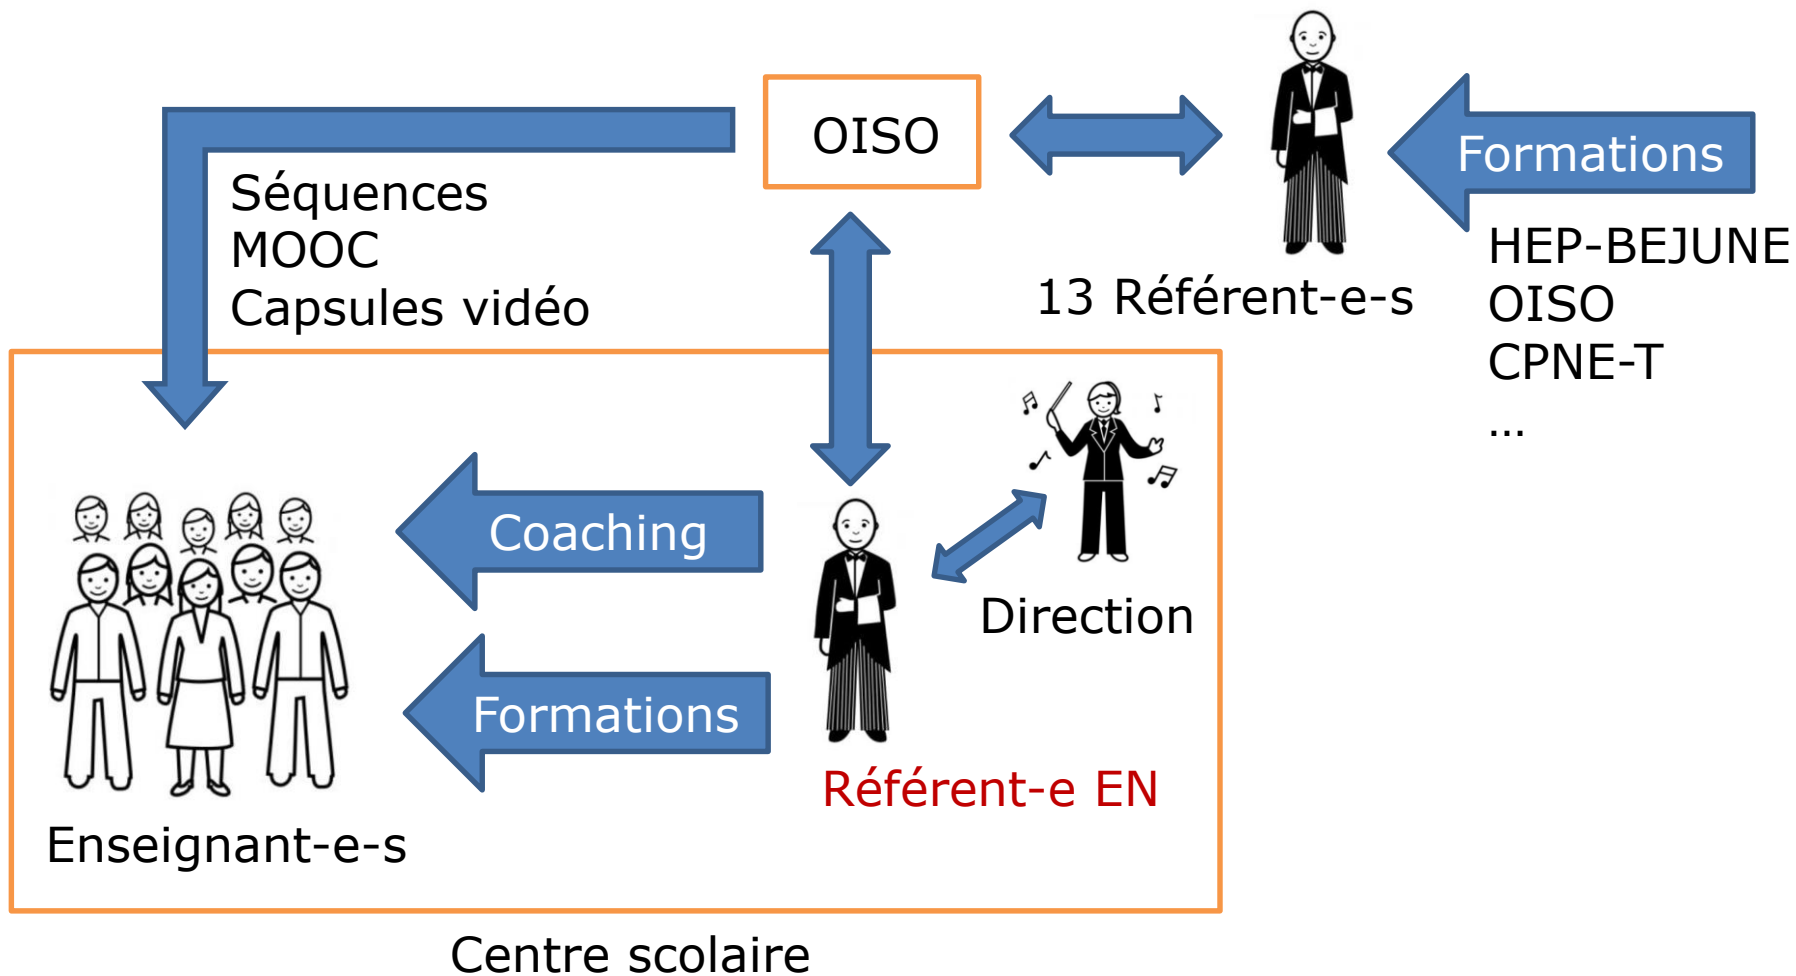 OISO
Formations
Séquences
MOOC
Capsules vidéo
13 Référent-e-s
HEP-BEJUNE
OISO
CPNE-T
...
Coaching
Direction
Formations
Référent-e EN
Enseignant-e-s
Centre scolaire